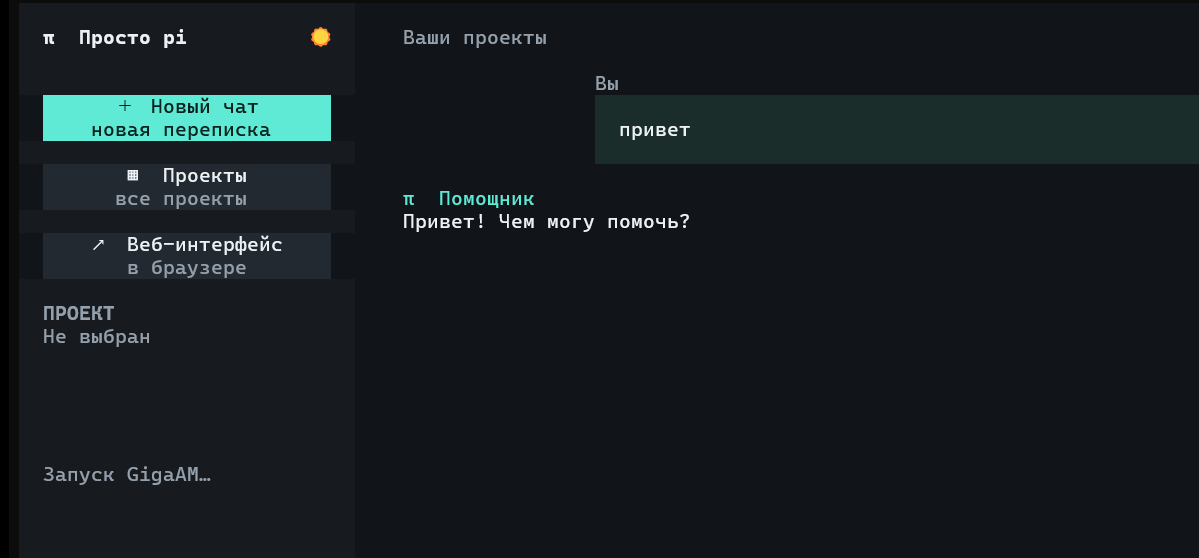 π Просто pi
+ Новый чат
новая переписка
▦ Проекты
все проекты
↗ Веб-интерфейс
в браузере
ПРОЕКТ
Не выбран
Запуск GigaAM…
Ваши проекты
Вы
привет
π Помощник
Привет! Чем могу помочь?